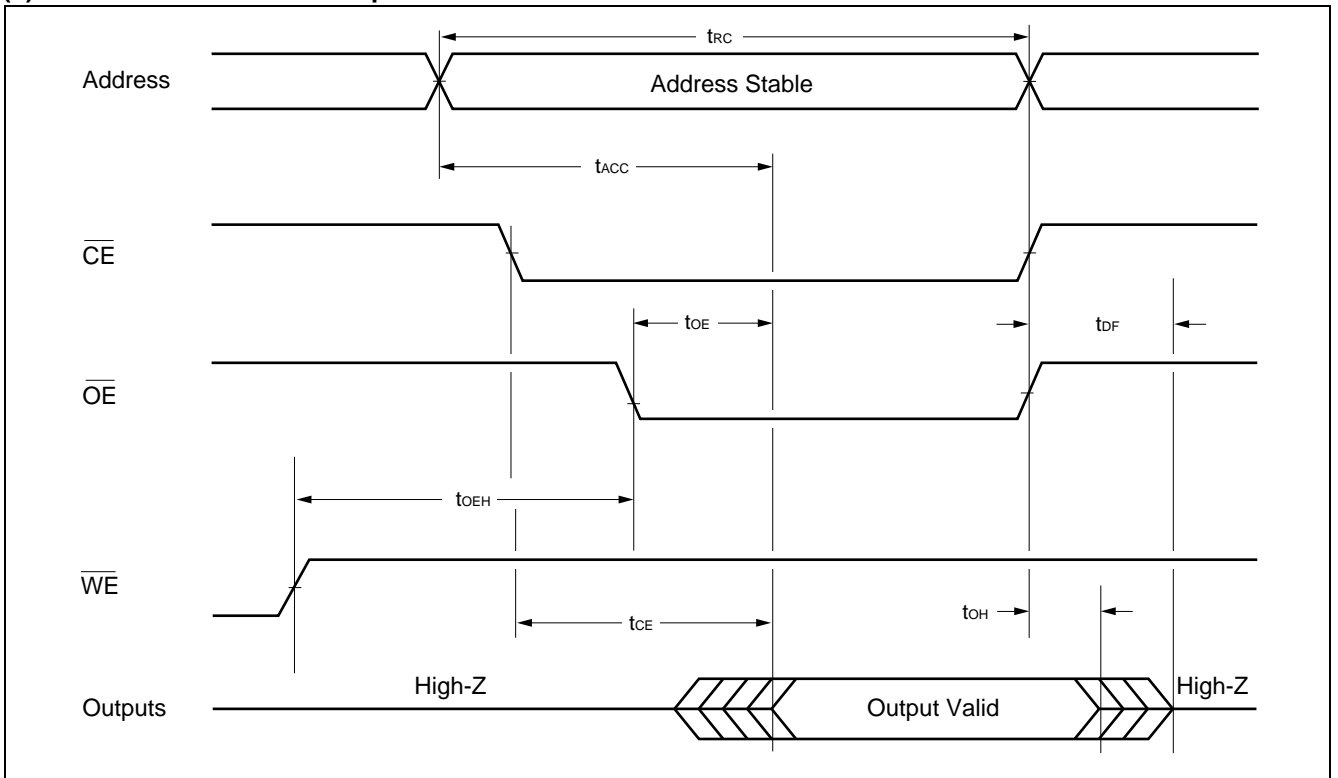 tRC
Address
Address Stable
tACC
CE
tOE
tDF
OE
tOEH
WE
tCE
tOH
High-Z
High-Z
Outputs
Output Valid